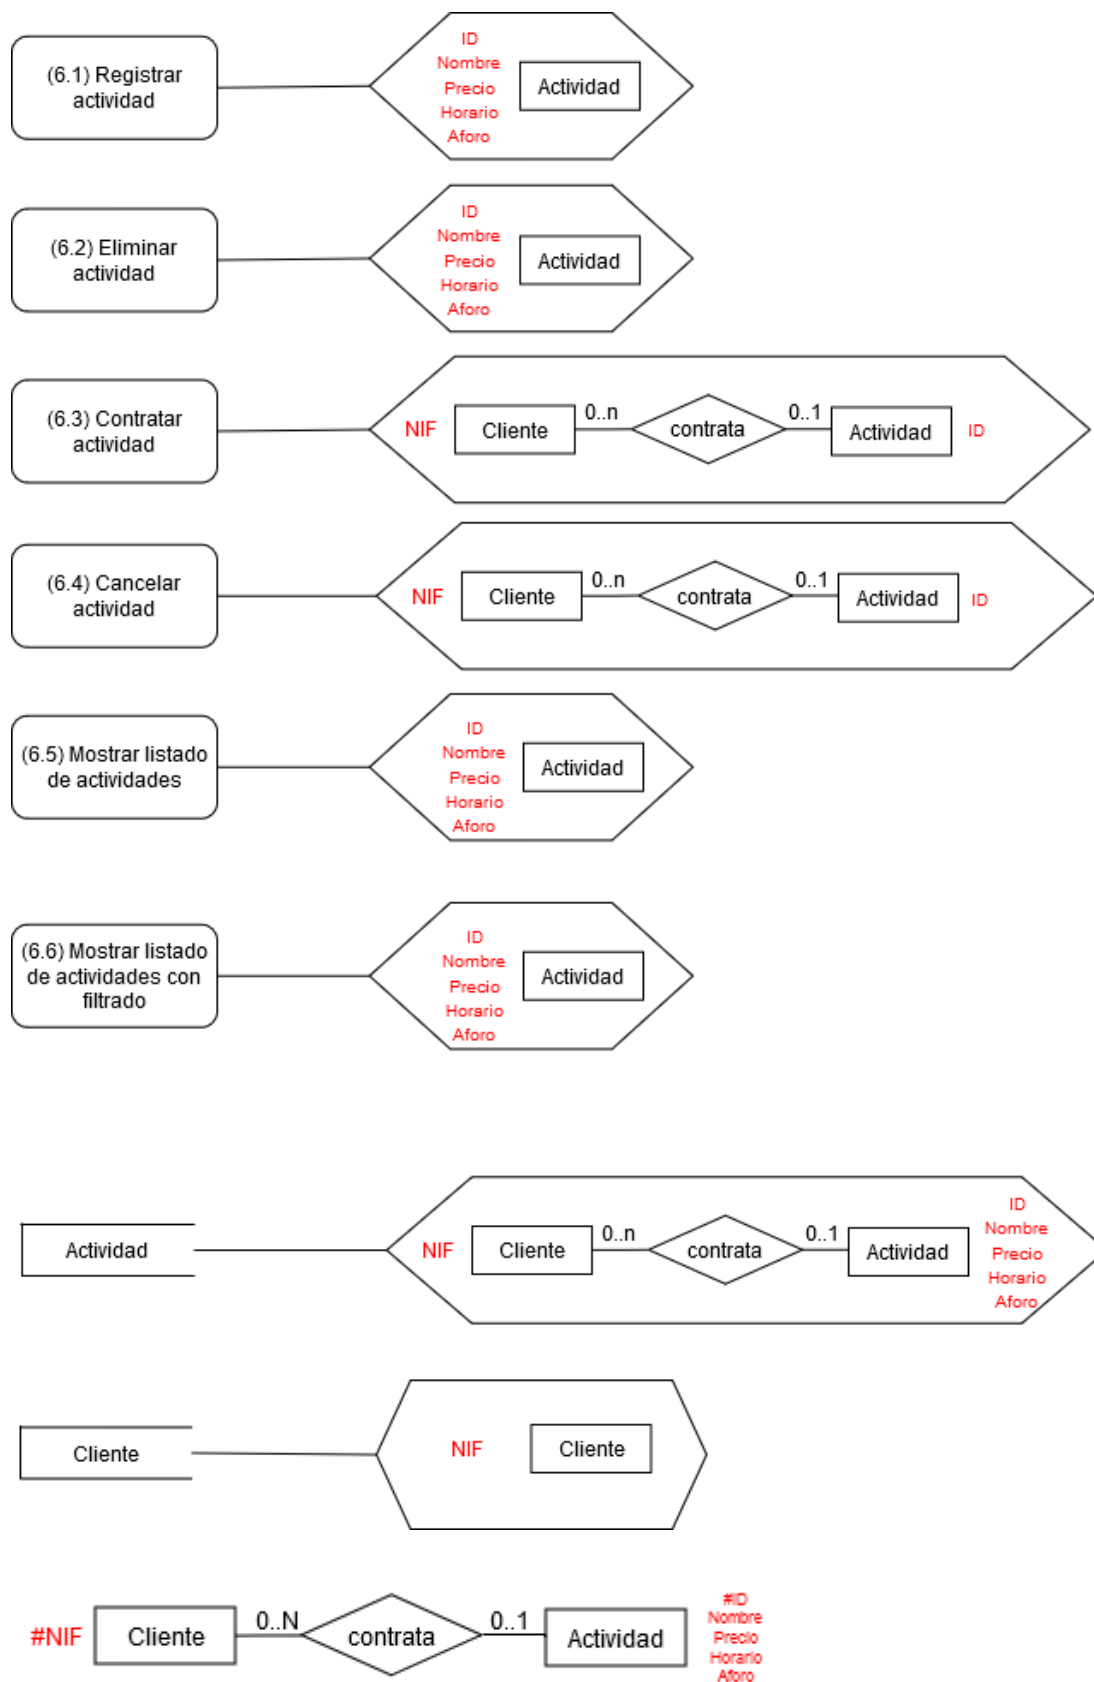 (6.1) Registrar
actividad
ID
Nombre
Precio
Horario
Aforo
Actividad
(6.2) Eliminar
actividad
ID
Nombre
Precio
Horario
Aforo
Actividad
(6.3) Contratar
actividad
NIF
Cliente
0..n
contrata
0..1
Actividad
ID
(6.4) Cancelar
actividad
NIF
Cliente
0..n
contrata
0..1
Actividad
ID
(6.5) Mostrar listado
de actividades
ID
Nombre
Precio
Horario
Aforo
Actividad
(6.6) Mostrar listado
de actividades con
filtrado
ID
Nombre
Precio
Horario
Aforo
Actividad
Actividad
NIF
Cliente
0..n
contrata
0..1
Actividad
ID
Nombre
Precio
Horario
Aforo
Cliente
NIF
Cliente
#NIF
Cliente
0..N
contrata
0..1
Actividad
#ID
Nombre
Precio
Horario
Aforo